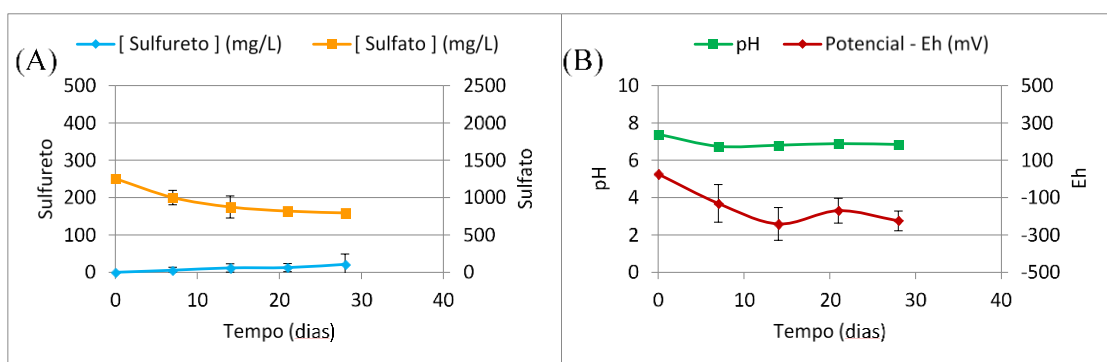 (A)
[ Sulfureto ] (mg/L) [ Sulfato ] (mg/L)
500 2500
400 2000
300 1500
200 1000
100 500
0 0
0 10 20 30 40
Sulfureto
Sulfato
Tempo (dias)
(B)
pH Potencial - Eh (mV)
10 500
8 300
6 100
4 -100
2 -300
0 -500
0 10 20 30 40
pH
Eh
Tempo (dias)